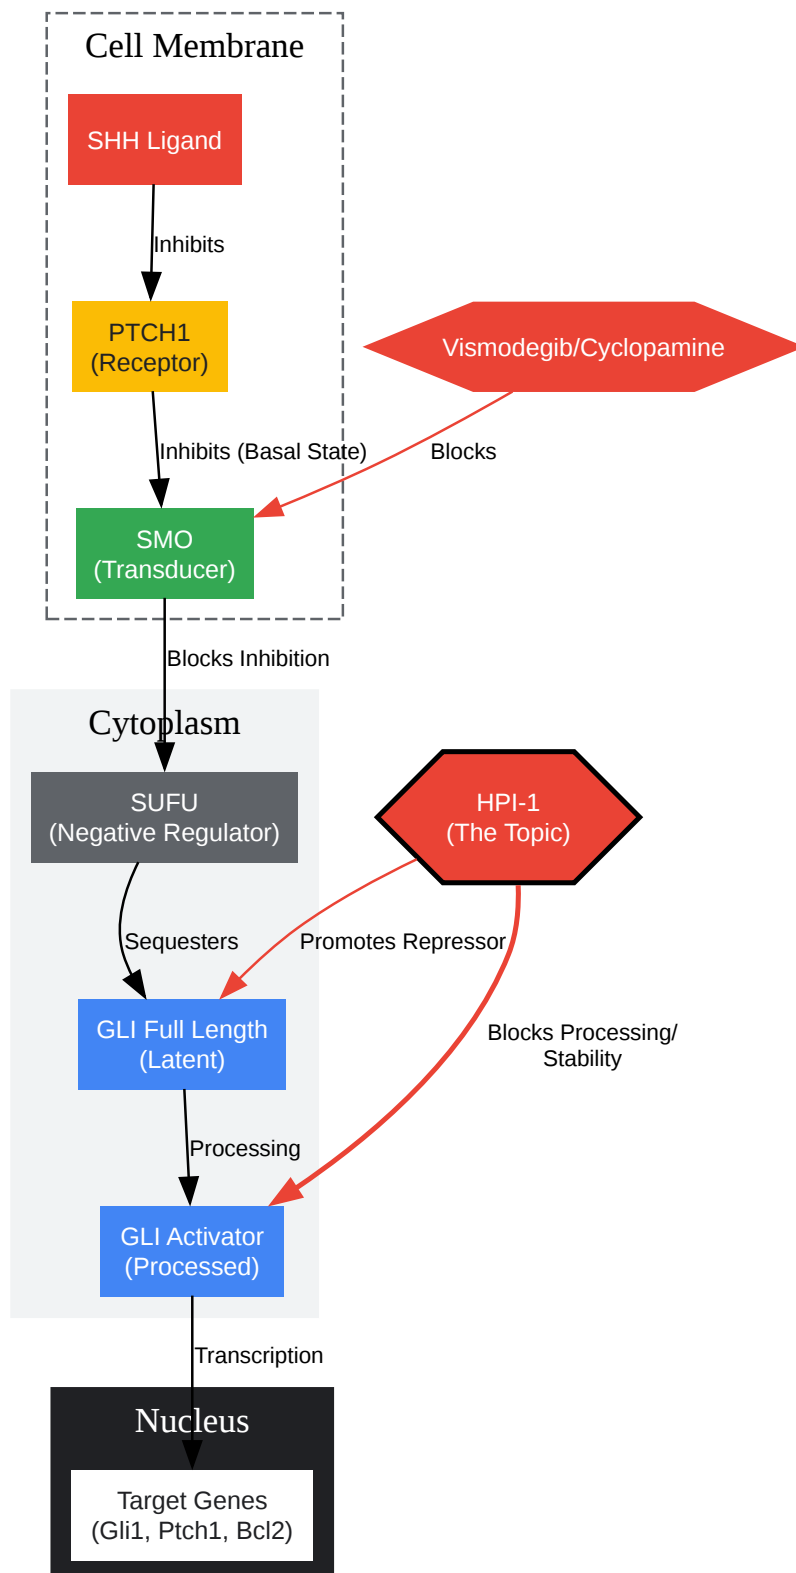 Cell Membrane
SHH Ligand
Inhibits
PTCH1
(Receptor)
Vismodegib/Cyclopamine
Inhibits (Basal State)
Blocks
SMO
(Transducer)
Blocks Inhibition
Cytoplasm
SUFU
(Negative Regulator)
HPI-1
(The Topic)
Sequesters
Promotes Repressor
GLI Full Length
(Latent)
Blocks Processing/
Stability
Processing
GLI Activator
(Processed)
Transcription
Nucleus
Target Genes
(Gli1, Ptch1, Bcl2)